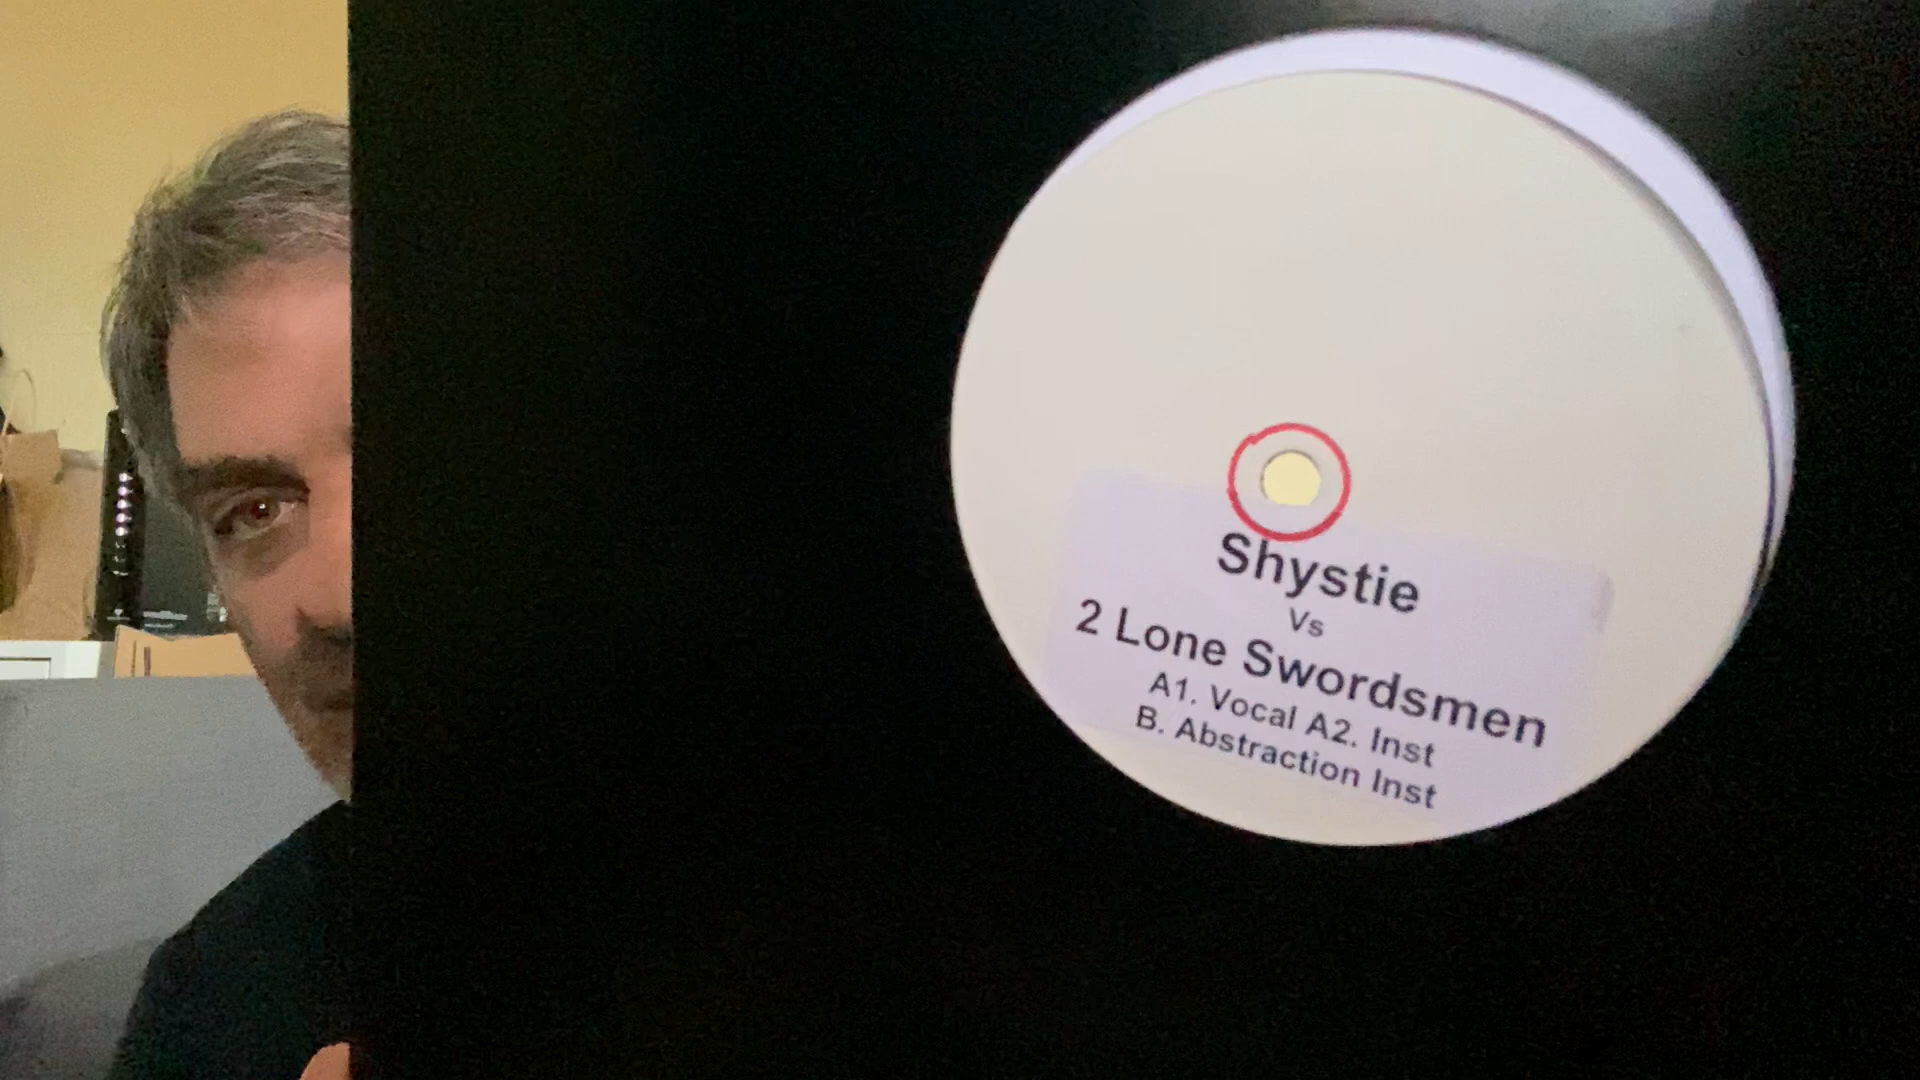 Shystie
Vs
2 Lone Swordsmen
A1. Vocal A2. Inst
B. Abstraction Inst